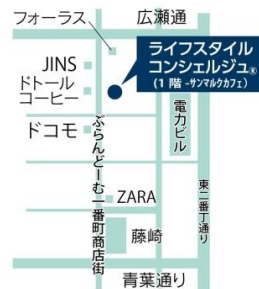 フォーラス
広瀬通
ライフスタイル
コンシェルジュ®
(1階-サンマルクカフェ)
JINS
ドトール
コーヒー
ドコモ
電力ビル
ぶらんどーむ一番町商店街
東二番丁通り
ZARA
藤崎
青葉通り